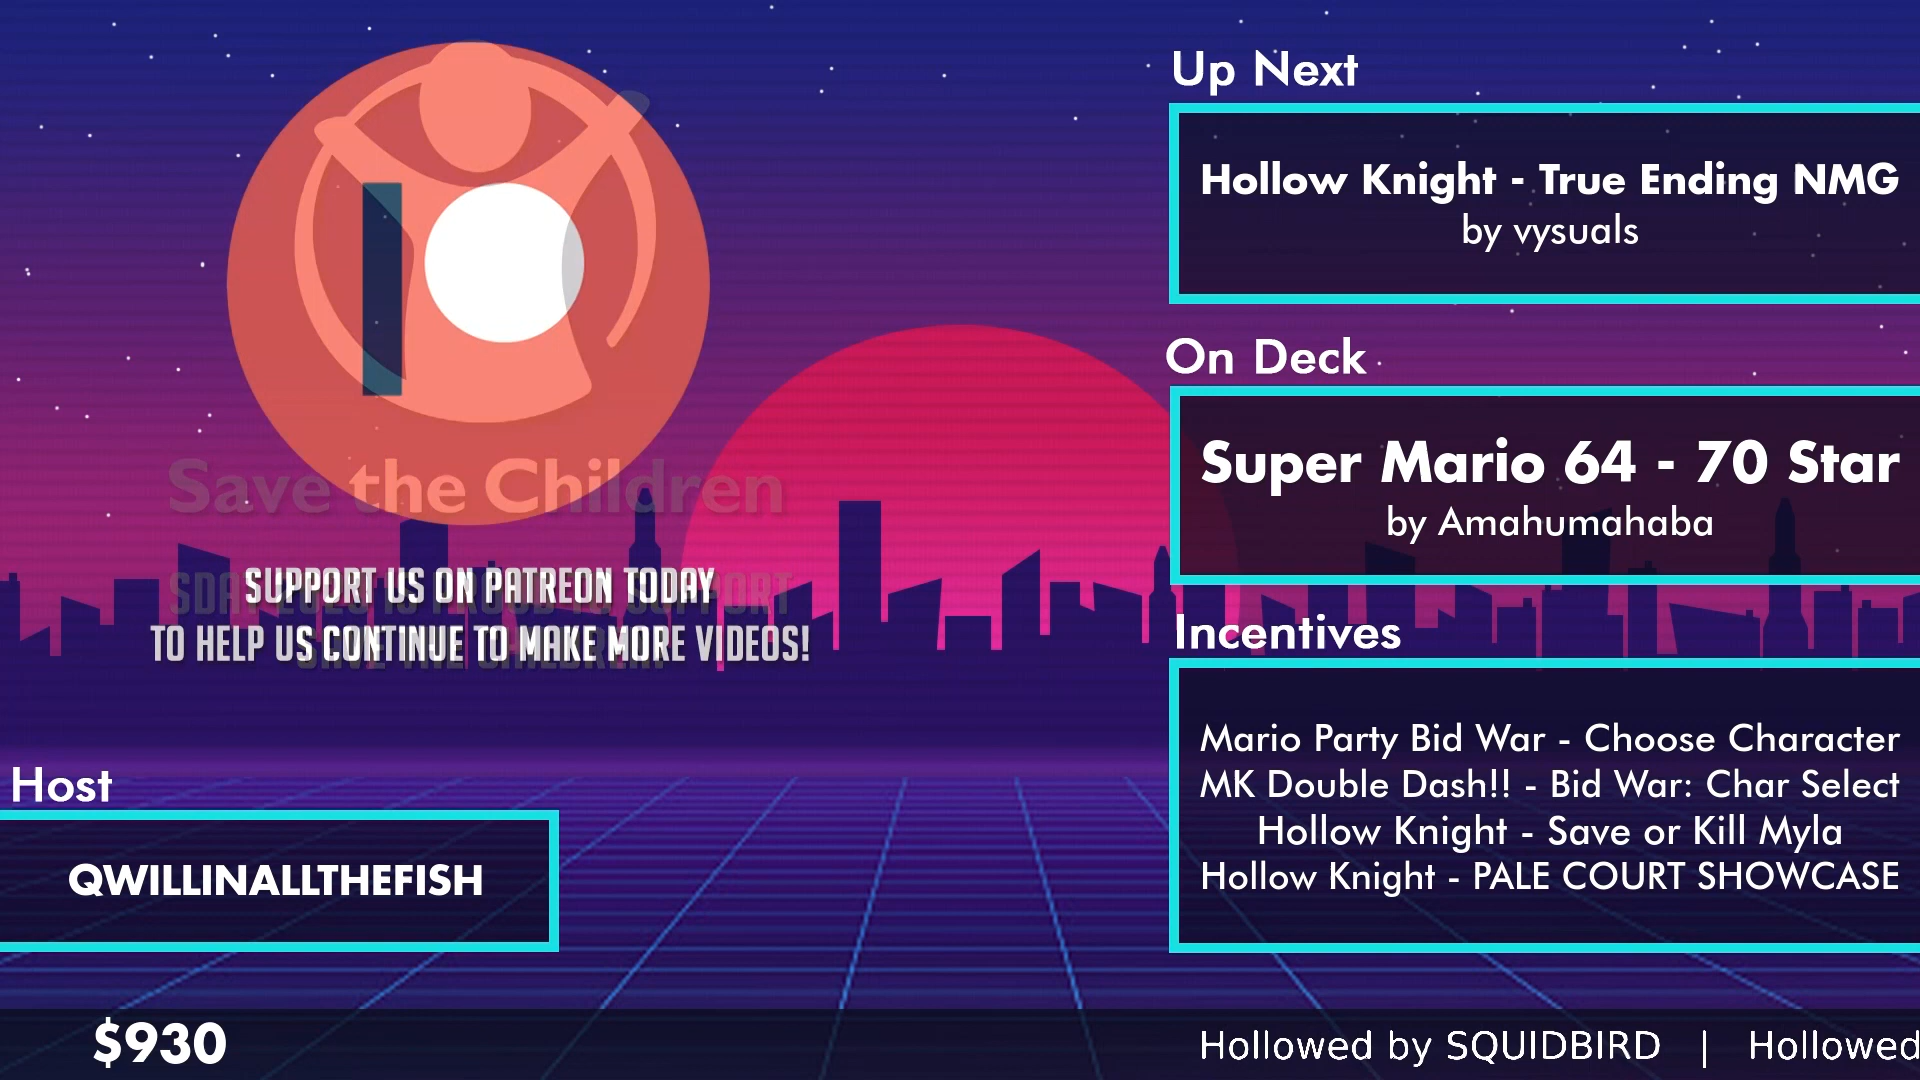 Up Next
Hollow Knight - True Ending NMG
by vysuals
On Deck
Super Mario 64 - 70 Star
by Amahumahaba
Save the Children
SUPPORT US ON PATREON TODAY
TO HELP US CONTINUE TO MAKE MORE VIDEOS!
Incentives
Mario Party Bid War - Choose Character
MK Double Dash!! - Bid War: Char Select
Hollow Knight - Save or Kill Myla
Hollow Knight - PALE COURT SHOWCASE
Host
QWILLINALLTHEFISH
$930
Hollowed by SQUIDBIRD | Hollowed